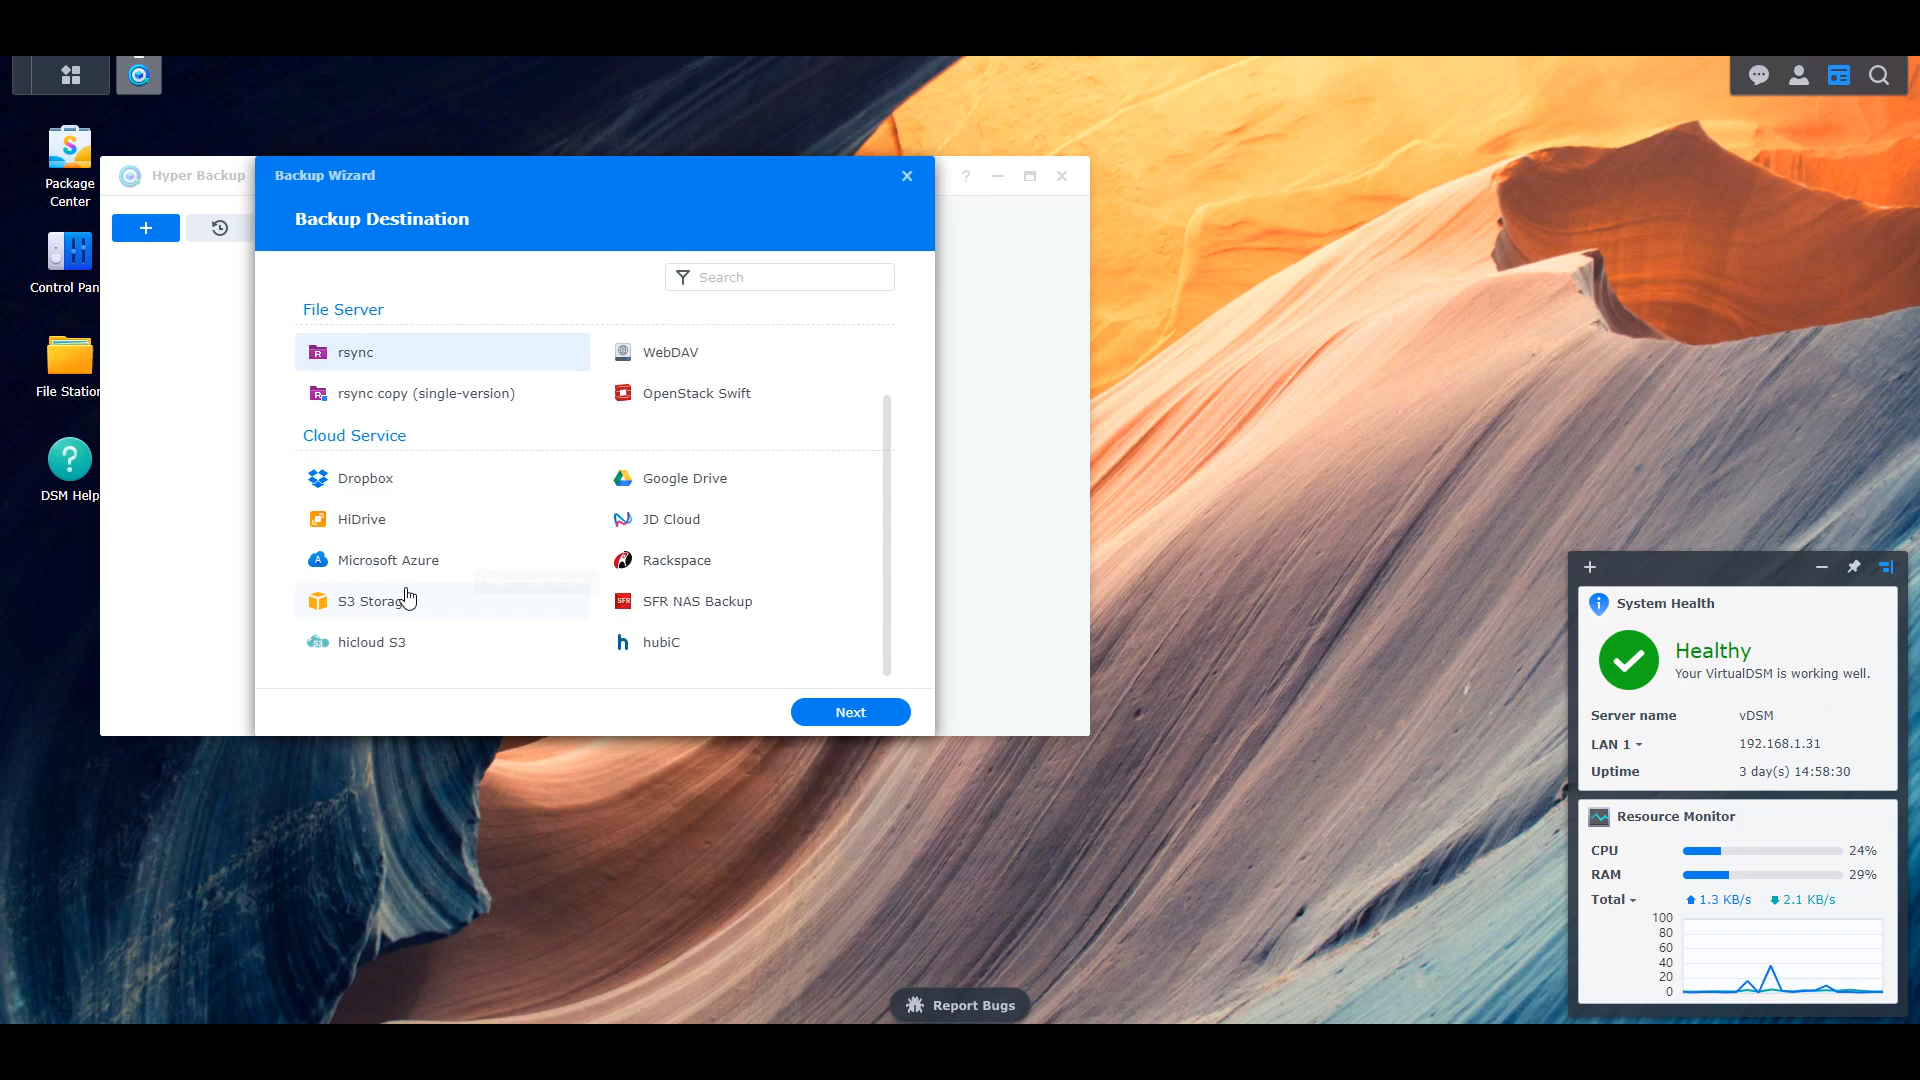 Package
Center
Control Pan
File Station
DSM Help
Hyper Backup
Backup Wizard
Backup Destination
Search
File Server
rsync
WebDAV
rsync copy (single-version)
OpenStack Swift
Cloud Service
Dropbox
Google Drive
HiDrive
JD Cloud
Microsoft Azure
Rackspace
S3 Storag
SFR NAS Backup
hicloud S3
hubiC
Next
System Health
Healthy
Your VirtualDSM is working well.
Server name vDSM
LAN 1 192.168.1.31
Uptime 3 day(s) 14:58:30
Resource Monitor
CPU 24%
RAM 29%
Total 1.3 KB/s 2.1 KB/s
100
80
60
40
20
0
Report Bugs